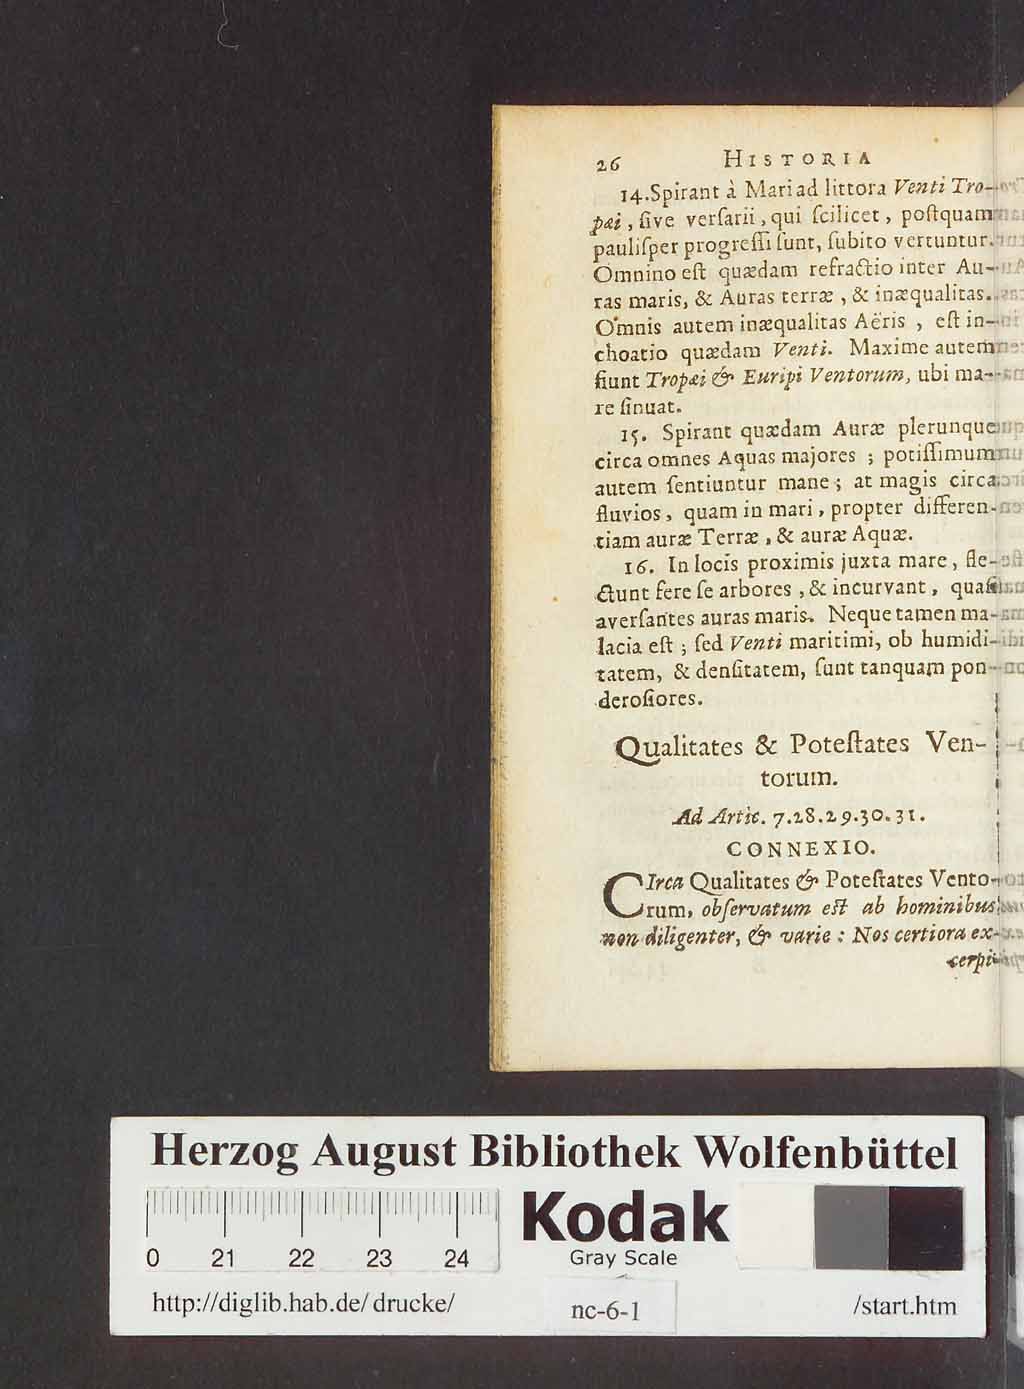 26 HISTORIA
14. Spirant à Mari ad littora Venti Tro-
pæi, ſive verſarii, qui ſcilicet, poſtquam
pauliſper progreſſi ſunt, ſubito vertuntur.
Omnino eſt quædam refractio inter Au-
ras maris, & Auras terræ, & inæqualitas.
Omnis autem inæqualitas Aëris, eſt in-
choatio quædam Venti. Maxime autem
fiunt Tropæi & Euripi Ventorum, ubi ma-
re ſinuat.
15. Spirant quædam Auræ plerunque
circa omnes Aquas majores ; potiſſimum
autem ſentiuntur mane ; at magis circa
fluvios, quam in mari, propter differen-
tiam auræ Terræ, & auræ Aquæ.
16. In locis proximis juxta mare, fle-
ctunt fere ſe arbores, & incurvant, quaſi
averſantes auras maris. Neque tamen ma-
lacia eſt ; ſed Venti maritimi, ob humidi-
tatem, & denſitatem, ſunt tanquam pon-
deroſiores.
Qualitates & Poteſtates Ven-
torum.
Ad Artic. 7.28.29.30.31.
CONNEXIO.
CIrca Qualitates & Poteſtates Vento-
rum, obſervatum eſt ab hominibus
non diligenter, & varie : Nos certiora ex-
cerpi-
Herzog August Bibliothek Wolfenbüttel
0 21 22 23 24
Kodak
Gray Scale
http://diglib.hab.de/drucke/ nc-6-1 /start.htm